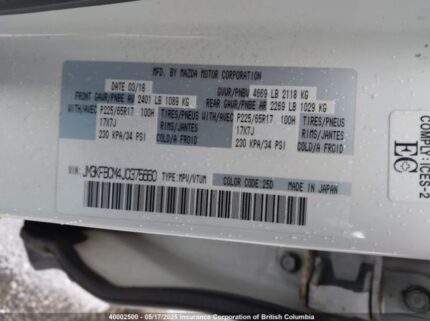 MFD. BY MAZDA MOTOR CORPORATION
DATE 03/18 GVWR/PNBV 4669 LB 2118 KG
FRONT GAWR/PNBE AV 2401 LB 1089 KG REAR GAWR/PNBE AR 2269 LB 1029 KG
WITH/AVEC P225/65R17 100H TIRES/PNEUS WITH/AVEC P225/65R17 100H TIRES/PNEUS
17X7J RIMS/JANTES 17X7J RIMS/JANTES
230 KPA/34 PSI COLD/A FROID 230 KPA/34 PSI COLD/A FROID
VIN: TYPE:MPV/VTUM COLOR CODE:25D MADE IN JAPAN
EC
ICES-2
40002500 - 05/17/2025 Insurance Corporation of British Columbia